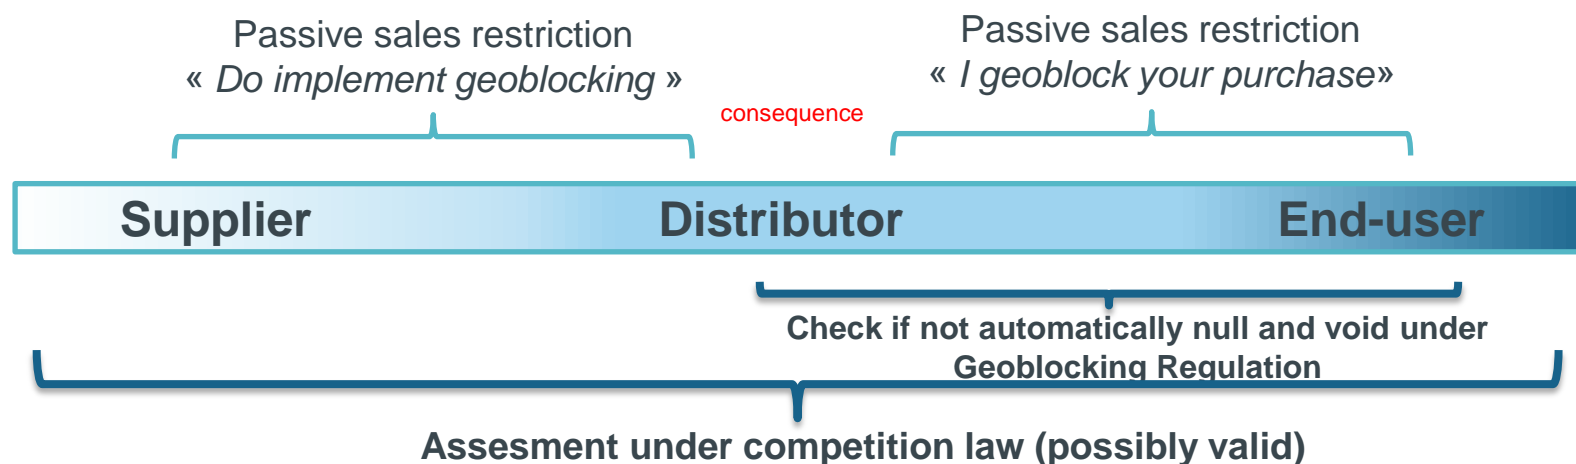 Passive sales restriction
« Do implement geoblocking »
Passive sales restriction
« I geoblock your purchase»
consequence
Supplier
Distributor
End-user
Check if not automatically null and void under
Geoblocking Regulation
Assesment under competition law (possibly valid)